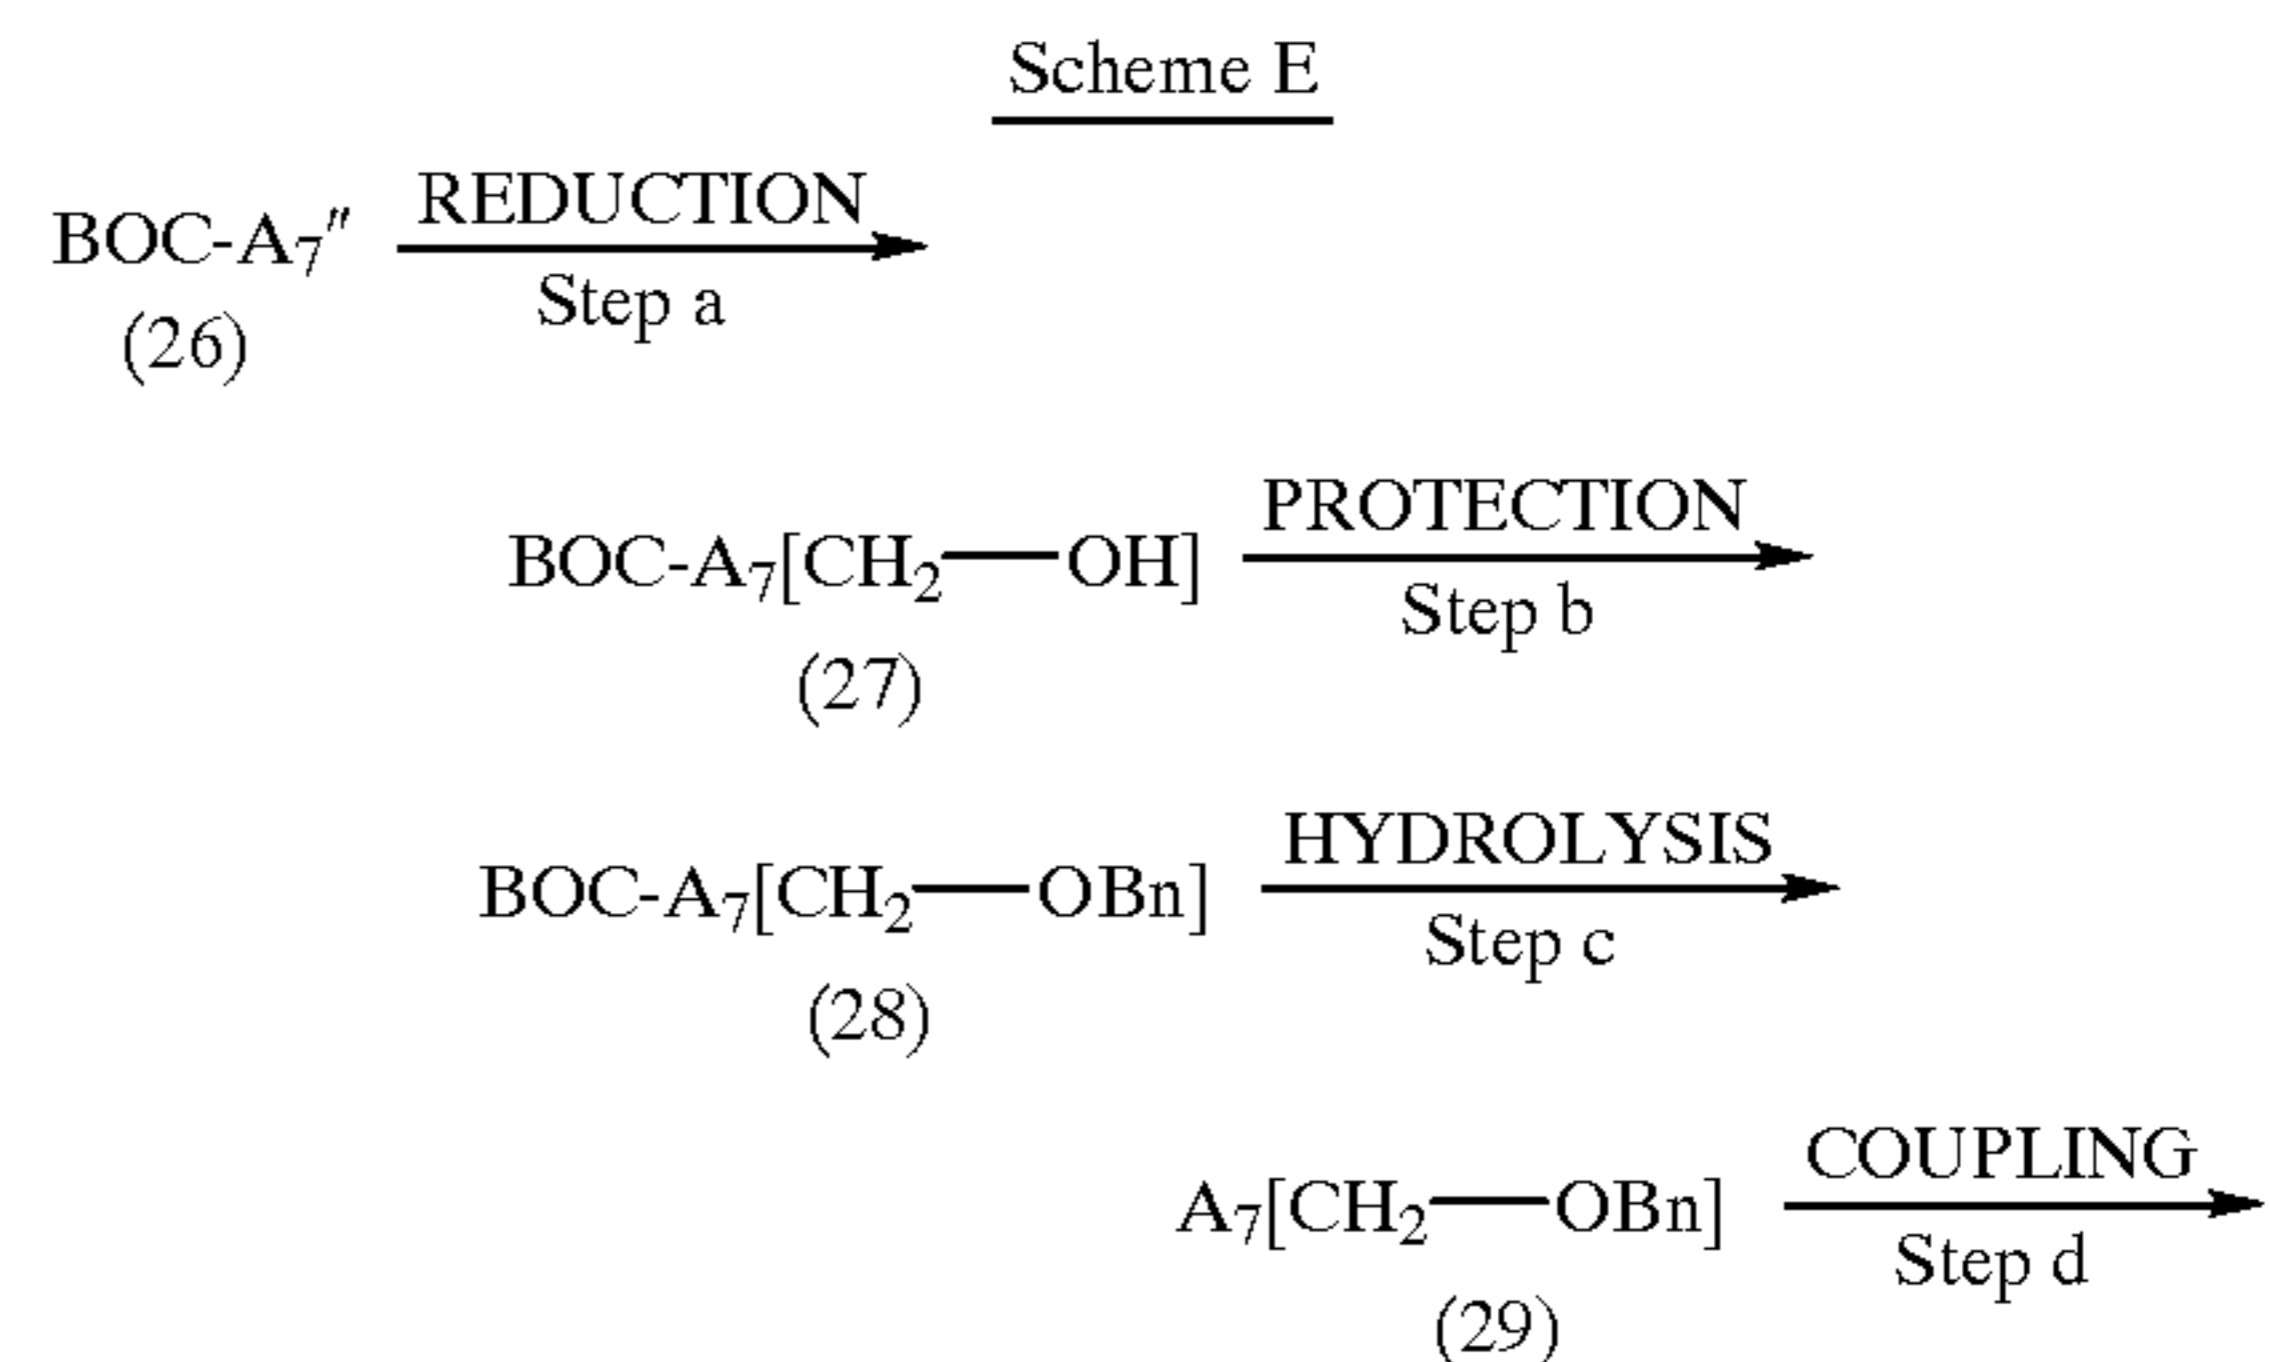 Scheme E
BOC-A₇″ REDUCTION
Step a
(26)
BOC-A₇[CH₂—OH] PROTECTION
Step b
(27)
BOC-A₇[CH₂—OBn] HYDROLYSIS
Step c
(28)
A₇[CH₂—OBn] COUPLING
Step d
(29)